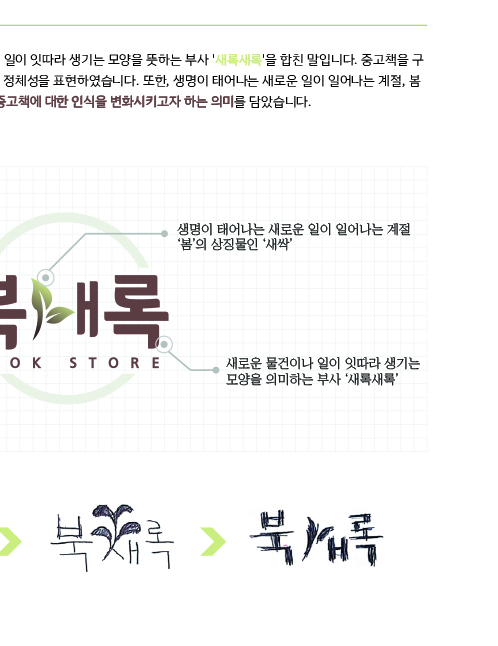 일이 잇따라 생기는 모양을 뜻하는 부사 '새록새록'을 합친 말입니다. 중고책을 구
정체성을 표현하였습니다. 또한, 생명이 태어나는 새로운 일이 일어나는 계절, 봄
중고책에 대한 인식을 변화시키고자 하는 의미를 담았습니다.
생명이 태어나는 새로운 일이 일어나는 계절
‘봄’의 상징물인 ‘새싹’
북새록
OK STORE
새로운 물건이나 일이 잇따라 생기는
모양을 의미하는 부사 ‘새록새록’
북새록 북새록